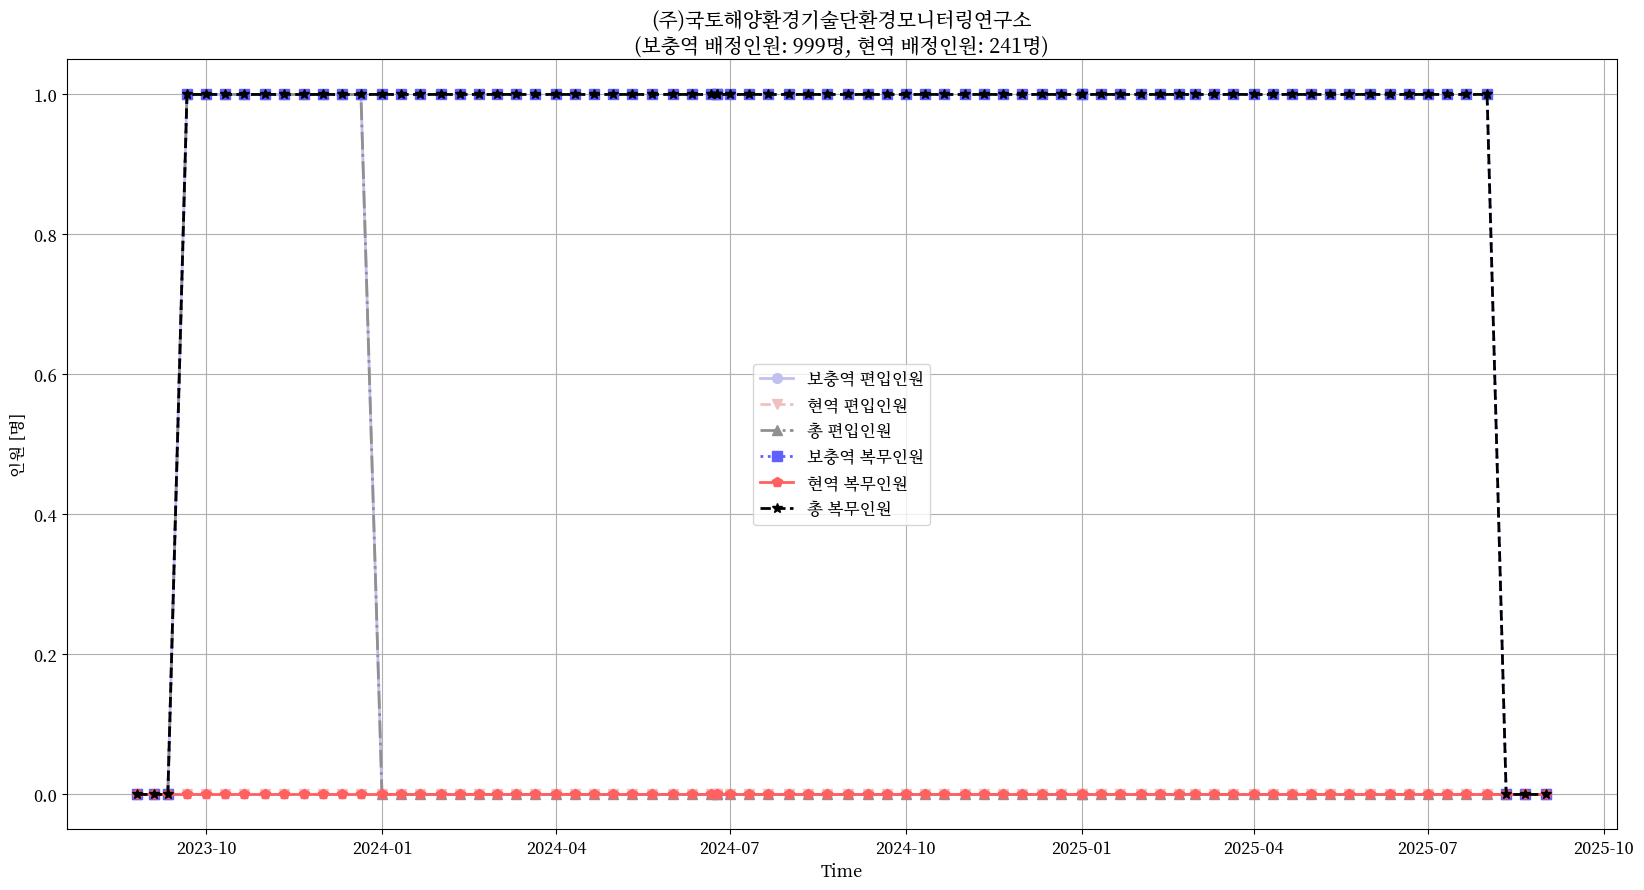 (주)국토해양환경기술단환경모니터링연구소
(보충역 배정인원: 999명, 현역 배정인원: 241명)
1.0
0.8
0.6
0.4
0.2
0.0
인원 [명]
보충역 편입인원
현역 편입인원
총 편입인원
보충역 복무인원
현역 복무인원
총 복무인원
2023-10
2024-01
2024-04
2024-07
2024-10
2025-01
2025-04
2025-07
2025-10
Time